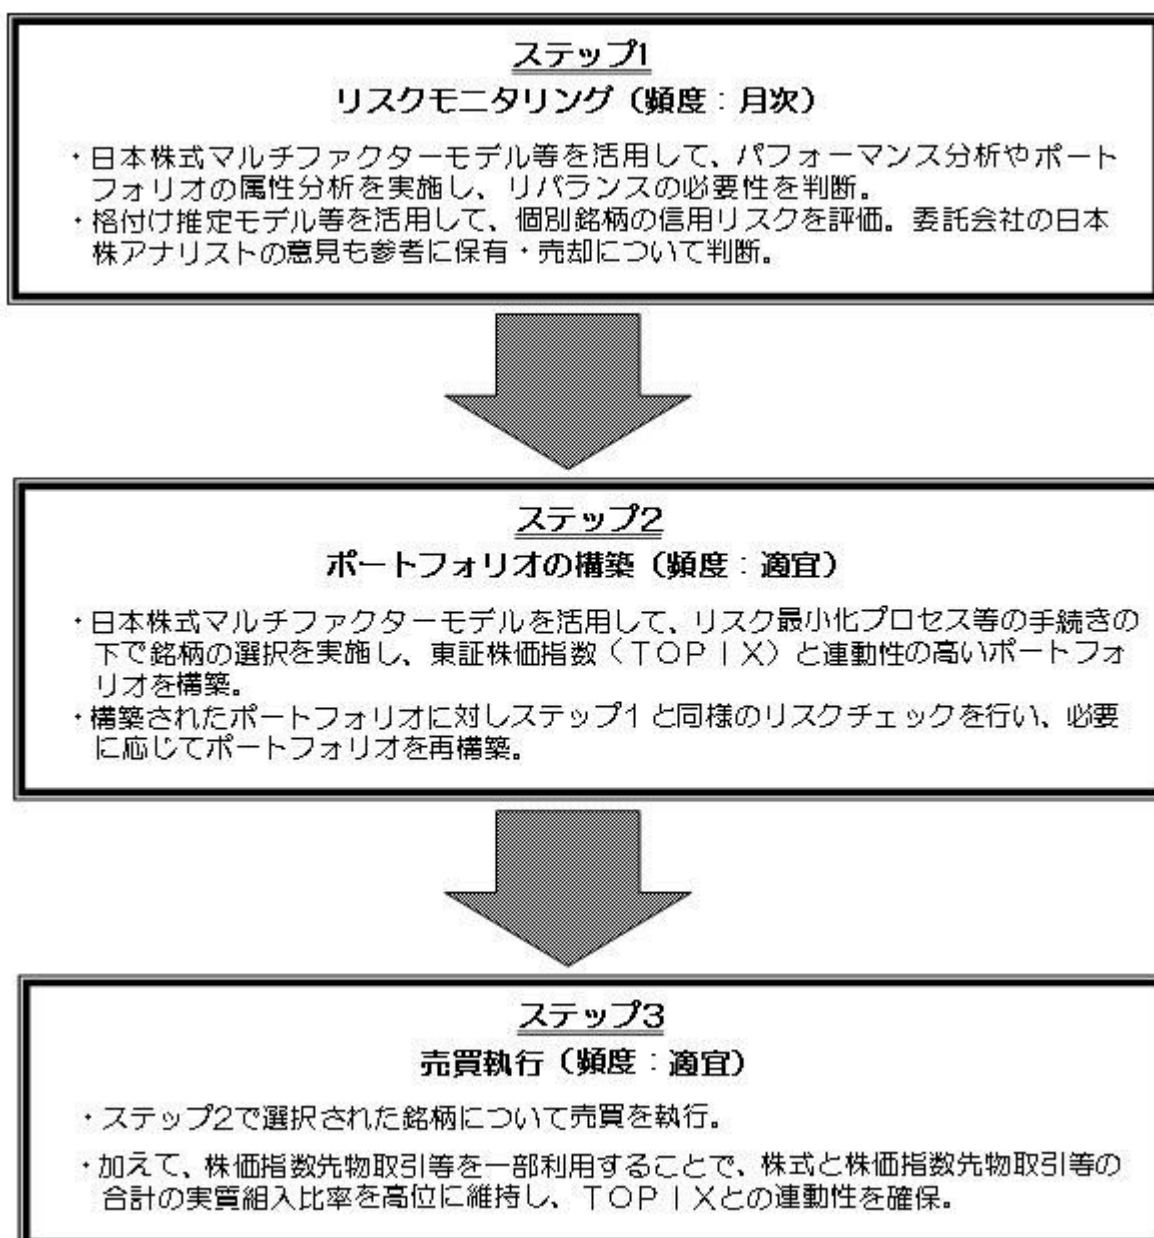 ステップ1
リスクモニタリング（頻度：月次）
・日本株式マルチファクターモデル等を活用して、パフォーマンス分析やポート
フォリオの属性分析を実施し、リバランスの必要性を判断。
・格付け推定モデル等を活用して、個別銘柄の信用リスクを評価。委託会社の日本
株アナリストの意見も参考に保有・売却について判断。
ステップ2
ポートフォリオの構築（頻度：適宜）
・日本株式マルチファクターモデルを活用して、リスク最小化プロセス等の手続きの
下で銘柄の選択を実施し、東証株価指数（ＴＯＰＩＸ）と連動性の高いポートフォ
リオを構築。
・構築されたポートフォリオに対しステップ1と同様のリスクチェックを行い、必要
に応じてポートフォリオを再構築。
ステップ3
売買執行（頻度：適宜）
・ステップ2で選択された銘柄について売買を執行。
・加えて、株価指数先物取引等を一部利用することで、株式と株価指数先物取引等の
合計の実質組入比率を高位に維持し、ＴＯＰＩＸとの連動性を確保。